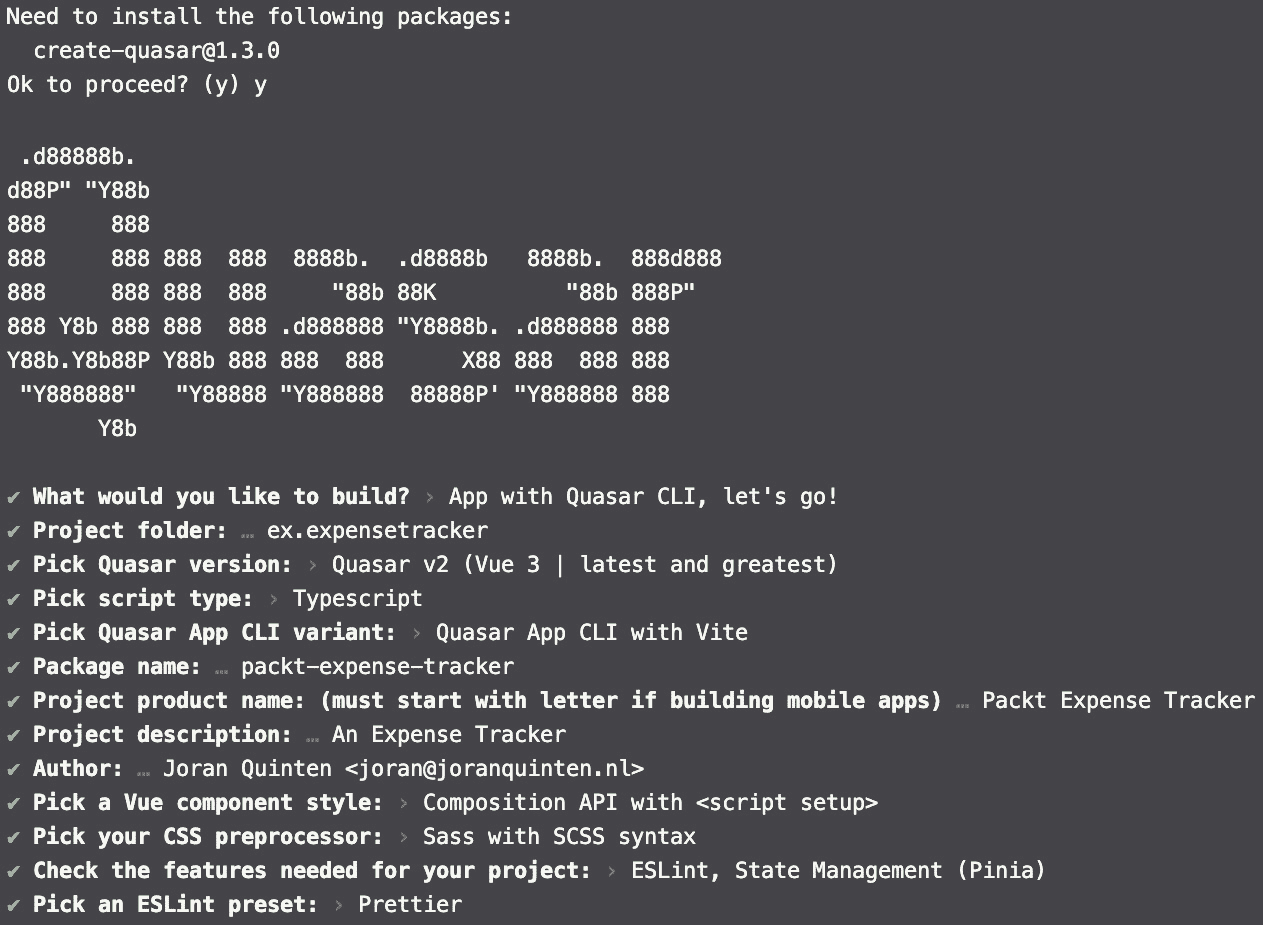 Need to install the following packages:
  create-quasar@1.3.0
Ok to proceed? (y) y

 .d88888b.
d88P" "Y88b
888     888
888     888 888  888  8888b.  .d8888b   8888b.  888d888
888     888 888  888     "88b 88K          "88b 888P"
888 Y8b 888 888  888 .d888888 "Y8888b. .d888888 888
Y88b.Y8b88P Y88b 888 888  888      X88 888  888 888
 "Y888888"   "Y88888 "Y888888  88888P' "Y888888 888
       Y8b

✔ What would you like to build? › App with Quasar CLI, let's go!
✔ Project folder: … ex.expensetracker
✔ Pick Quasar version: › Quasar v2 (Vue 3 | latest and greatest)
✔ Pick script type: › Typescript
✔ Pick Quasar App CLI variant: › Quasar App CLI with Vite
✔ Package name: … packt-expense-tracker
✔ Project product name: (must start with letter if building mobile apps) … Packt Expense Tracker
✔ Project description: … An Expense Tracker
✔ Author: … Joran Quinten <joran@joranquinten.nl>
✔ Pick a Vue component style: › Composition API with <script setup>
✔ Pick your CSS preprocessor: › Sass with SCSS syntax
✔ Check the features needed for your project: › ESLint, State Management (Pinia)
✔ Pick an ESLint preset: › Prettier